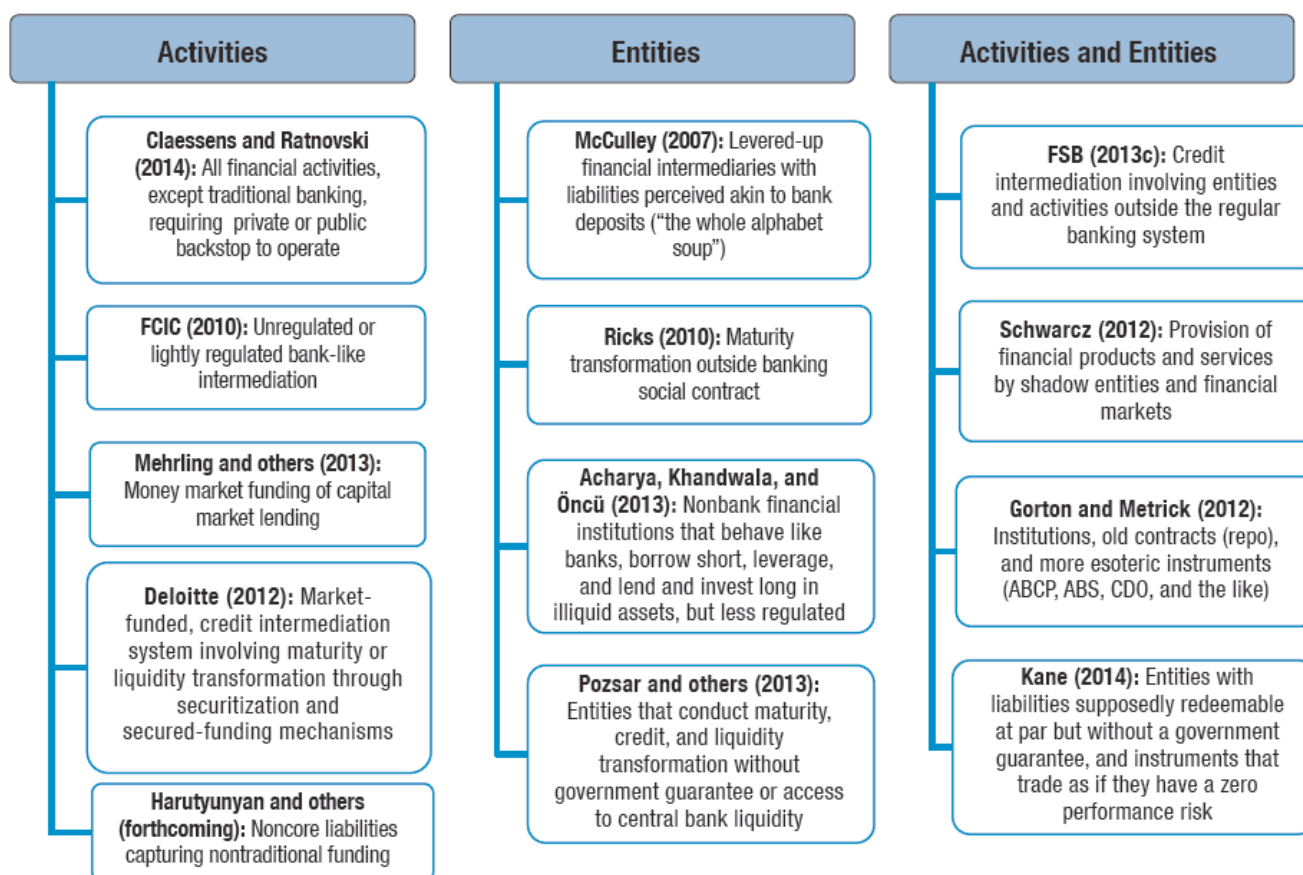 Activities
Claessens and Ratnovski
(2014): All financial activities,
except traditional banking,
requiring private or public
backstop to operate
FCIC (2010): Unregulated or
lightly regulated bank-like
intermediation
Mehrling and others (2013):
Money market funding of capital
market lending
Deloitte (2012): Market-
funded, credit intermediation
system involving maturity or
liquidity transformation through
securitization and
secured-funding mechanisms
Harutyunyan and others
(forthcoming): Noncore liabilities
capturing nontraditional funding
Entities
McCulley (2007): Levered-up
financial intermediaries with
liabilities perceived akin to bank
deposits (“the whole alphabet
soup”)
Ricks (2010): Maturity
transformation outside banking
social contract
Acharya, Khandwala, and
Öncü (2013): Nonbank financial
institutions that behave like
banks, borrow short, leverage,
and lend and invest long in
illiquid assets, but less regulated
Pozsar and others (2013):
Entities that conduct maturity,
credit, and liquidity
transformation without
government guarantee or access
to central bank liquidity
Activities and Entities
FSB (2013c): Credit
intermediation involving entities
and activities outside the regular
banking system
Schwarcz (2012): Provision of
financial products and services
by shadow entities and financial
markets
Gorton and Metrick (2012):
Institutions, old contracts (repo),
and more esoteric instruments
(ABCP, ABS, CDO, and the like)
Kane (2014): Entities with
liabilities supposedly redeemable
at par but without a government
guarantee, and instruments that
trade as if they have a zero
performance risk